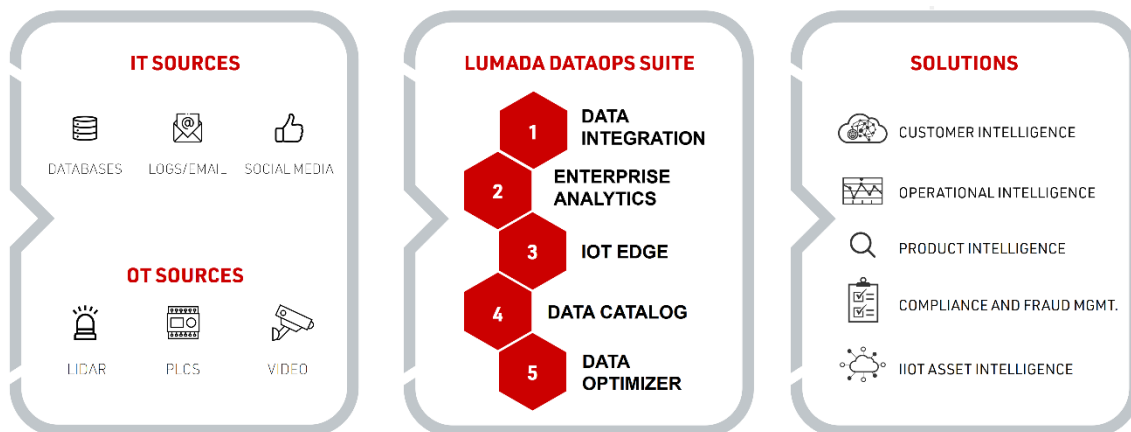 IT SOURCES
DATABASES
LOGS/EMAIL
SOCIAL MEDIA
OT SOURCES
LIDAR
PLCS
VIDEO
LUMADA DATAOPS SUITE
1
DATA
INTEGRATION
2
ENTERPRISE
ANALYTICS
3
IOT EDGE
4
DATA CATALOG
5
DATA
OPTIMIZER
SOLUTIONS
CUSTOMER INTELLIGENCE
OPERATIONAL INTELLIGENCE
PRODUCT INTELLIGENCE
COMPLIANCE AND FRAUD MGMT.
IIOT ASSET INTELLIGENCE